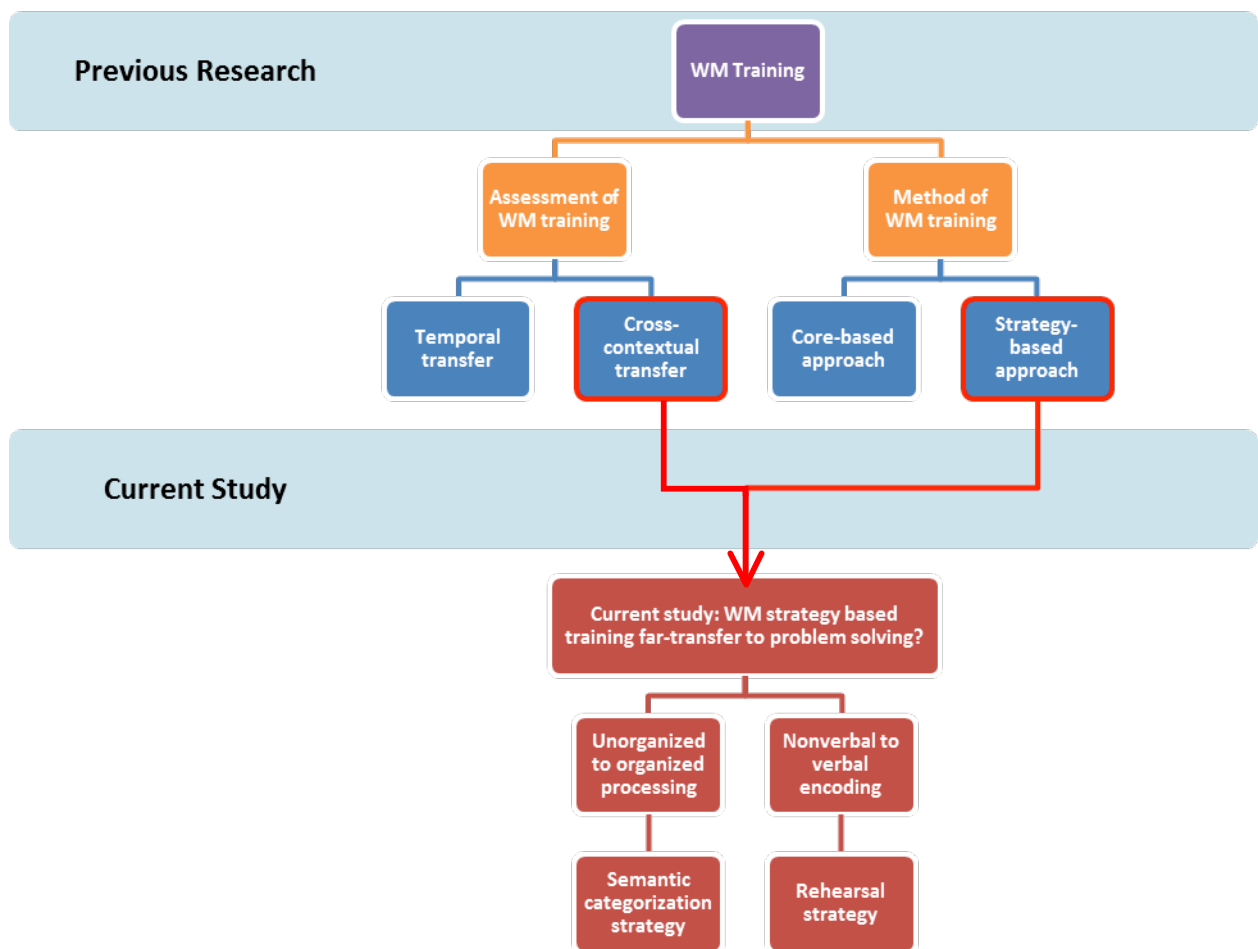 Previous Research
WM Training
Assessment of
WM training
Method of
WM training
Temporal
transfer
Cross-
contextual
transfer
Core-based
approach
Strategy-
based
approach
Current Study
Current study: WM strategy based
training far-transfer to problem solving?
Unorganized
to organized
processing
Nonverbal to
verbal
encoding
Semantic
categorization
strategy
Rehearsal
strategy